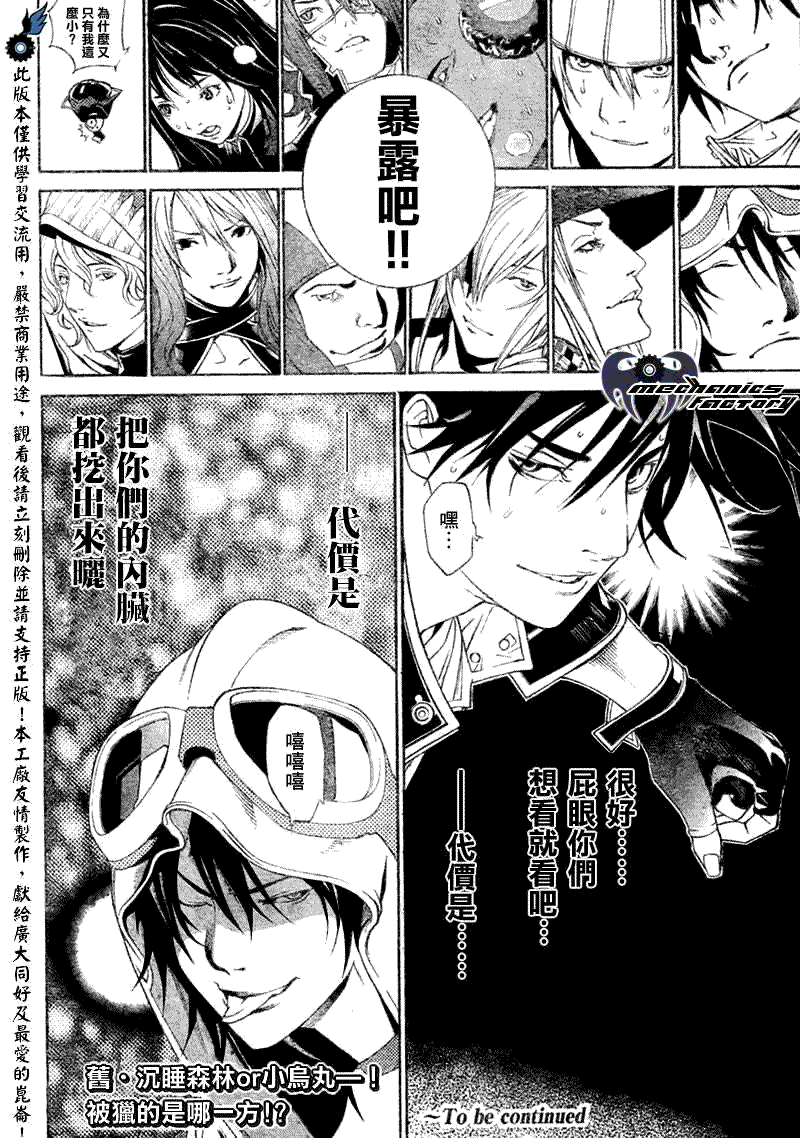 暴露吧!!
為什麼又
只有我這
麼小?
mechanics
factory
嘿…
很好……
屁眼你們
想看就看吧…
——代價是……
——代價是
把你們的內臟
都挖出來曬
嘻嘻嘻
舊・沉睡森林or小烏丸—!
被獵的是哪一方!?
~To be continued
此版本僅供學習交流用，嚴禁商業用途，觀看後請立刻刪除並請支持正版！本工廠友情製作，獻給廣大同好及最愛的崑崙！